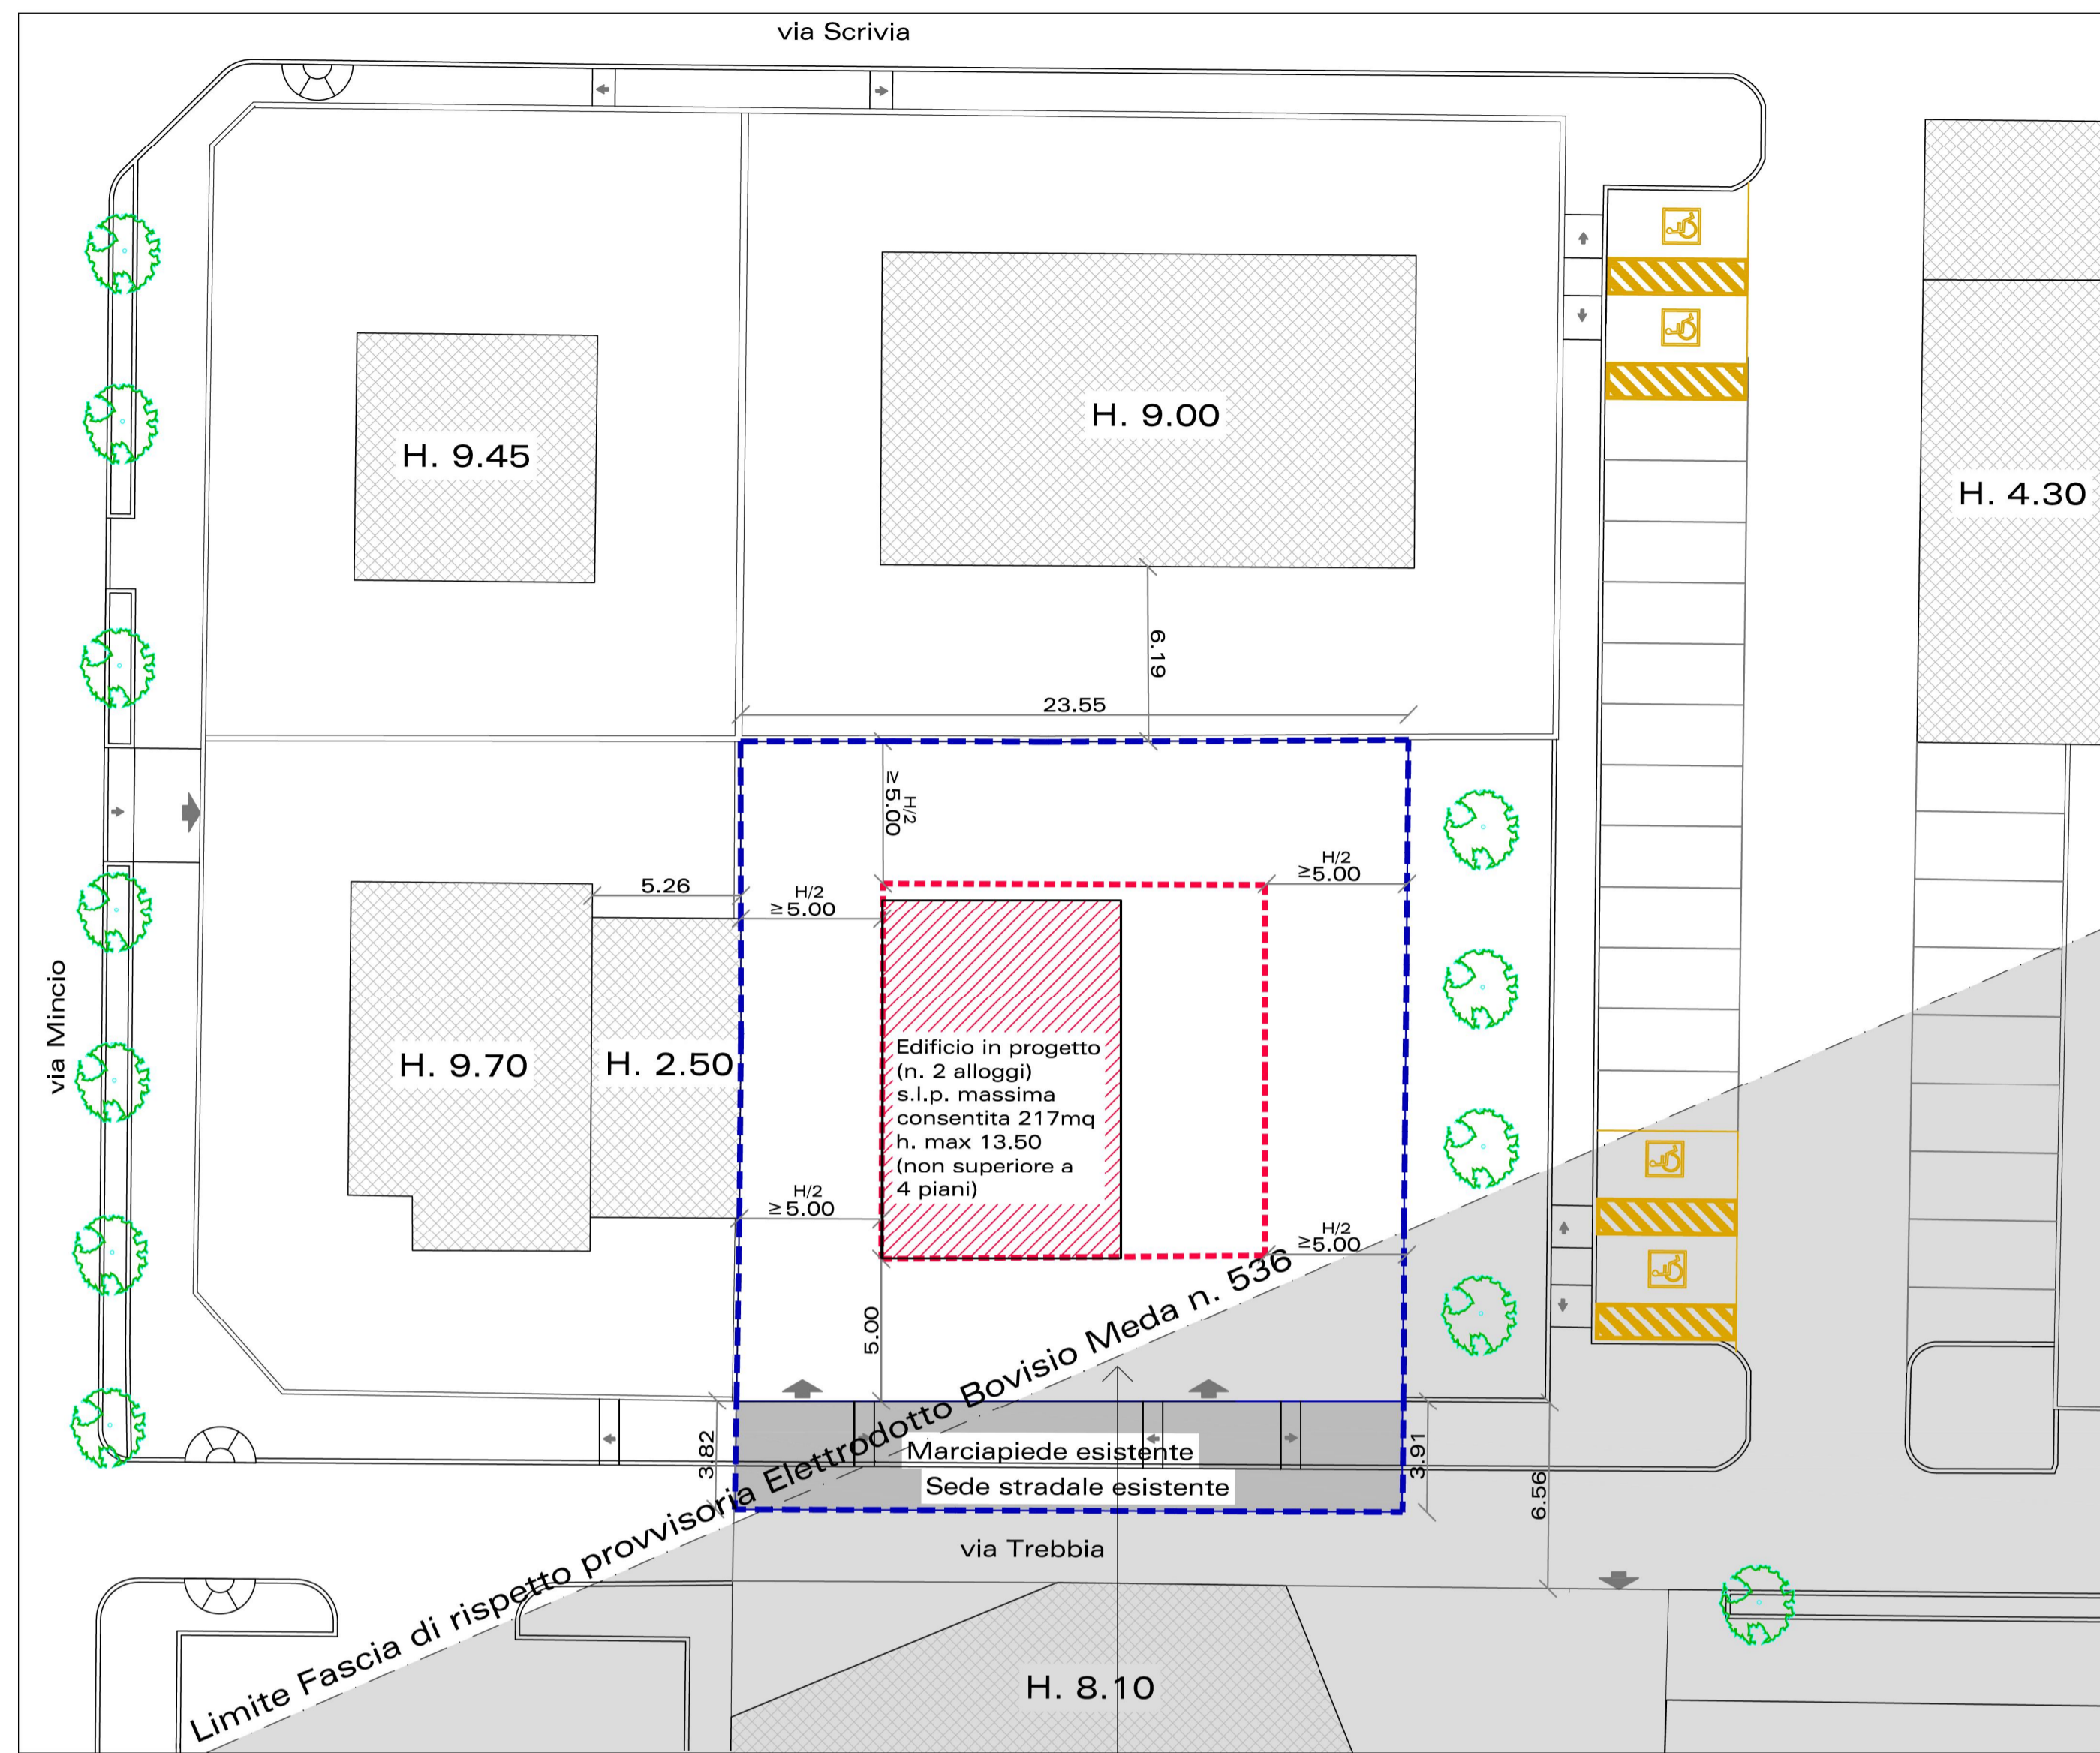 via Scrivia
H. 9.00
H. 9.45
H. 4.30
6.19
23.55
H/2
≥5.00
H/2
≥5.00
5.26
H/2
≥5.00
via Mincio
H. 9.70
H. 2.50
Edificio in progetto
(n. 2 alloggi)
s.l.p. massima
consentita 217mq
h. max 13.50
(non superiore a
4 piani)
H/2
≥5.00
H/2
≥5.00
5.00
Limite Fascia di rispetto provvisoria Elettrodotto Bovisio Meda n. 536
3.82
Marciapiede esistente
3.91
Sede stradale esistente
6.56
via Trebbia
H. 8.10